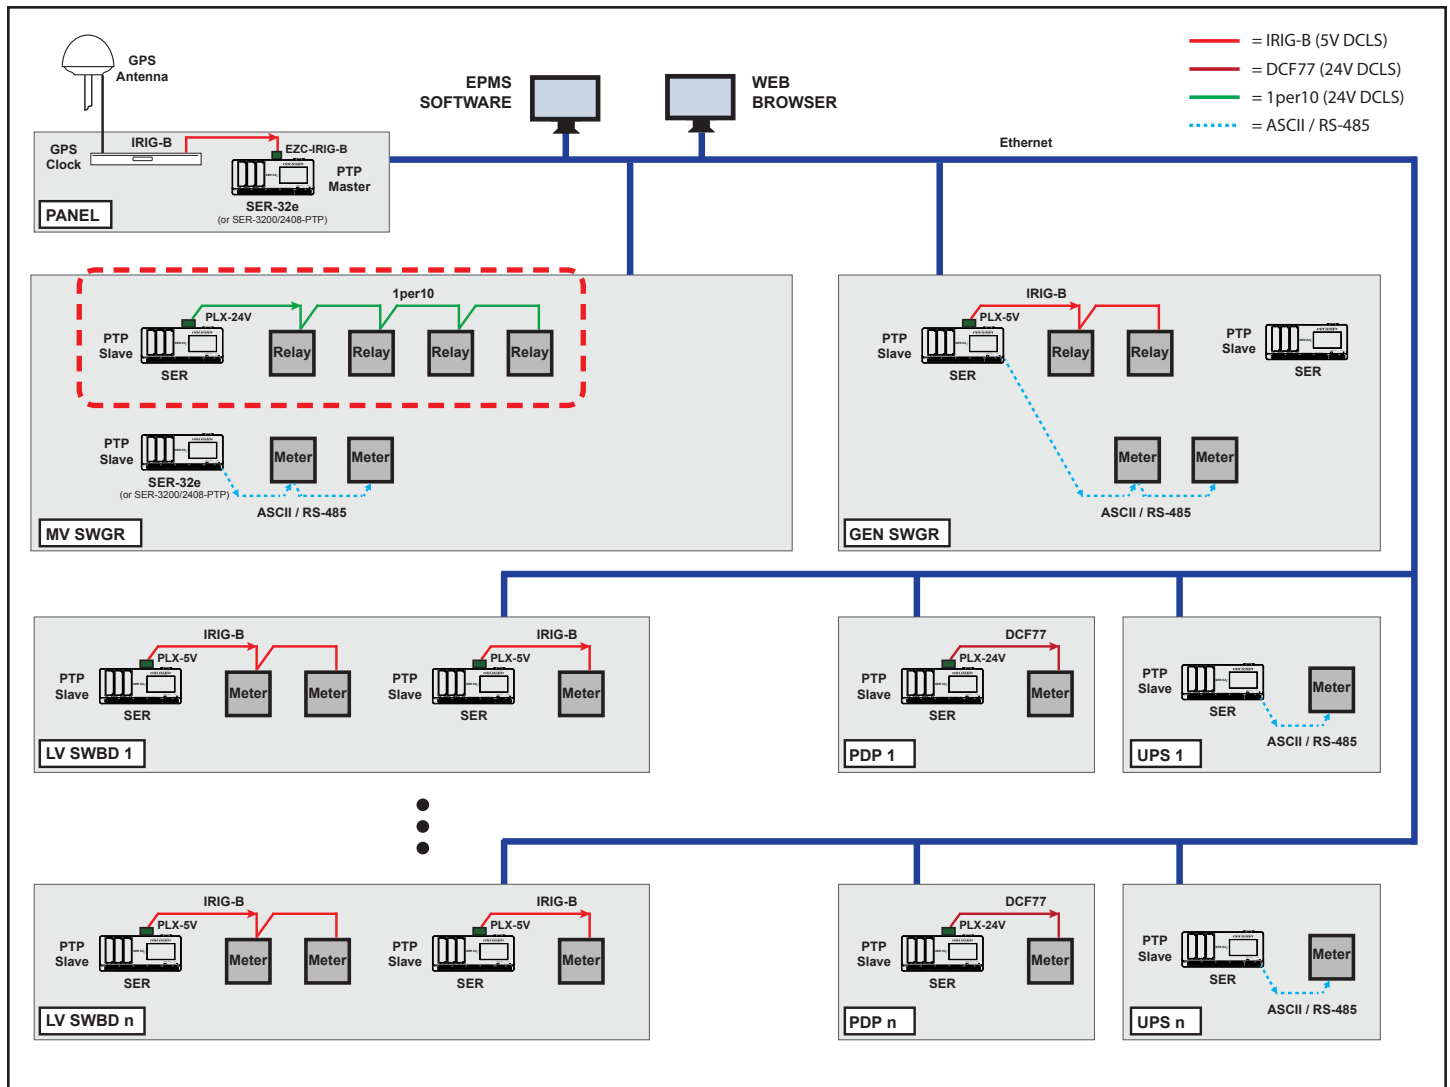 GPS
Antenna
EPMS
SOFTWARE
WEB
BROWSER
= IRIG-B (5V DCLS)
= DCF77 (24V DCLS)
= 1per10 (24V DCLS)
= ASCII / RS-485
GPS
Clock
IRIG-B
EZC-IRIG-B
PTP
Master
SER-32e
(or SER-3200/2408-PTP)
PANEL
Ethernet
1per10
PLX-24V
PTP
Slave
SER
Relay
Relay
Relay
Relay
PTP
Slave
SER-32e
(or SER-3200/2408-PTP)
Meter
Meter
ASCII / RS-485
MV SWGR
IRIG-B
PLX-5V
PTP
Slave
SER
Relay
Relay
PTP
Slave
SER
Meter
Meter
ASCII / RS-485
GEN SWGR
IRIG-B
PLX-5V
PTP
Slave
SER
Meter
Meter
IRIG-B
PLX-5V
PTP
Slave
SER
Meter
LV SWBD 1
DCF77
PLX-24V
PTP
Slave
SER
Meter
PDP 1
PTP
Slave
SER
Meter
ASCII / RS-485
UPS 1
IRIG-B
PLX-5V
PTP
Slave
SER
Meter
Meter
IRIG-B
PLX-5V
PTP
Slave
SER
Meter
LV SWBD n
DCF77
PLX-24V
PTP
Slave
SER
Meter
PDP n
PTP
Slave
SER
Meter
ASCII / RS-485
UPS n